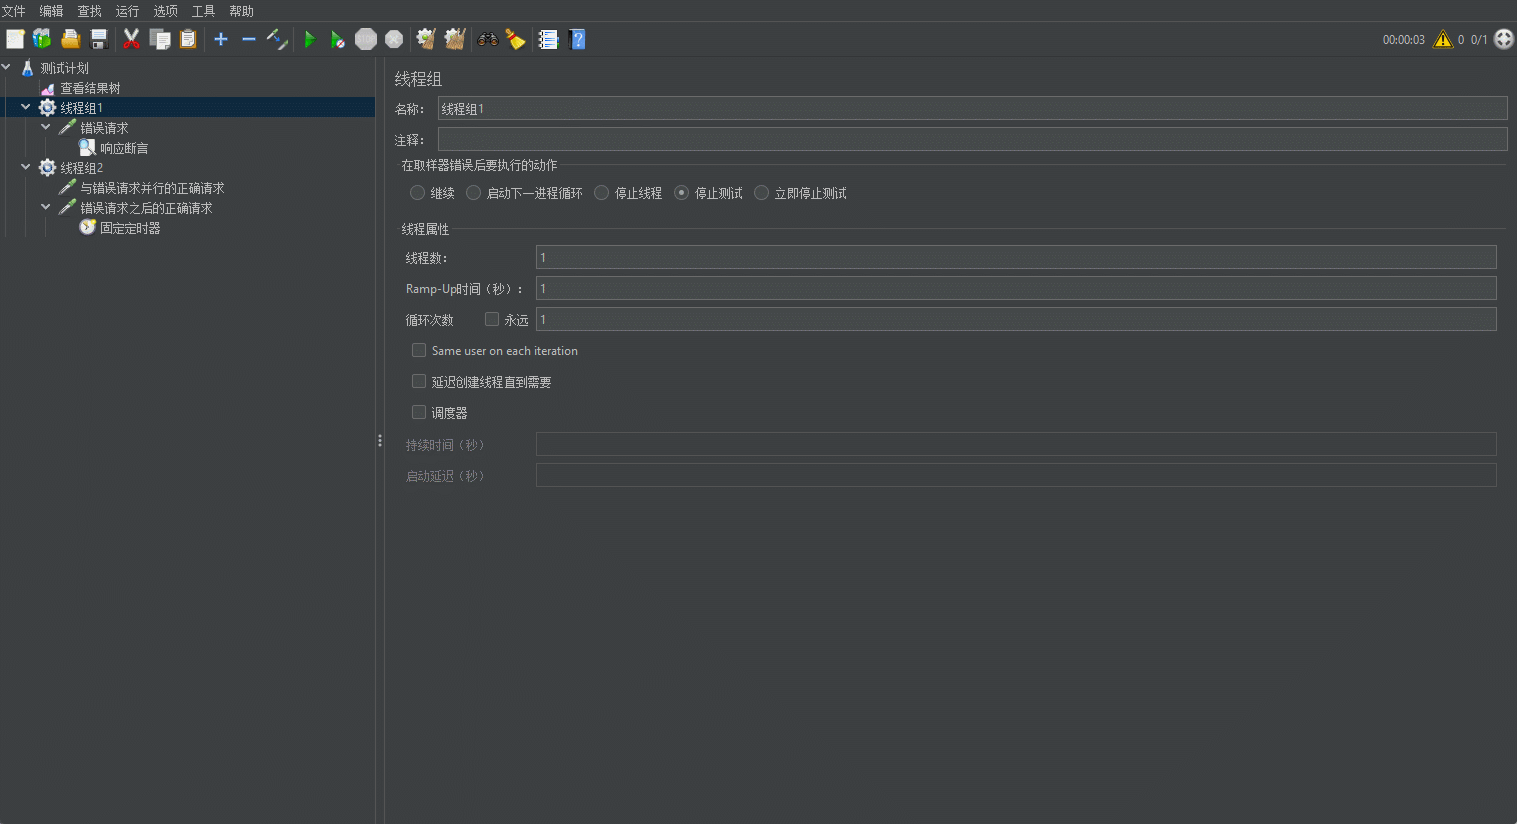 文件 编辑 查找 运行 选项 工具 帮助
00:00:03 0 0/1
测试计划
查看结果树
线程组1
错误请求
响应断言
线程组2
与错误请求并行的正确请求
错误请求之后的正确请求
固定定时器
线程组
名称： 线程组1
注释：
在取样器错误后要执行的动作
继续 启动下一进程循环 停止线程 停止测试 立即停止测试
线程属性
线程数： 1
Ramp-Up时间（秒）： 1
循环次数 永远 1
Same user on each iteration
延迟创建线程直到需要
调度器
持续时间（秒）
启动延迟（秒）